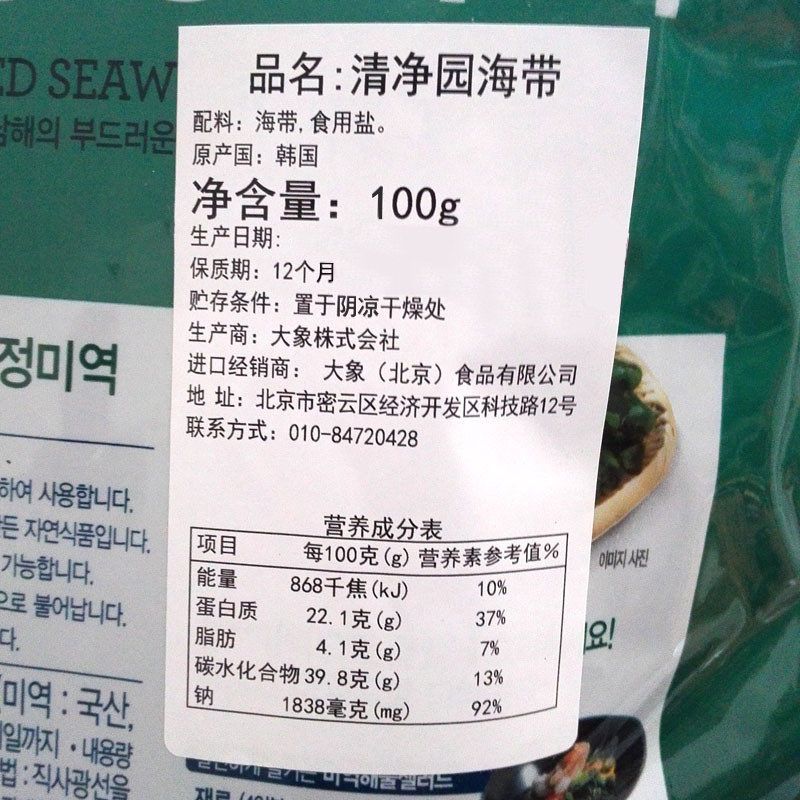 ED SEAW
남해의 부드러운
品名:清净园海带
配料：海带,食用盐。
原产国：韩国
净含量：100g
生产日期:
保质期：12个月
贮存条件：置于阴凉干燥处
生产商：大象株式会社
进口经销商：大象（北京）食品有限公司
地 址：北京市密云区经济开发区科技路12号
联系方式：010-84720428
营养成分表
项目 每100克(g) 营养素参考值%
能量 868千焦(kJ) 10%
蛋白质 22.1克(g) 37%
脂肪 4.1克(g) 7%
碳水化合物 39.8克(g) 13%
钠 1838毫克(mg) 92%
정미역
하여 사용합니다.
든 자연식품입니다.
가능합니다.
으로 불어납니다.
다.
미역 : 국산,
일까지 • 내용량
법 : 직사광선을
이미지 사진
요!